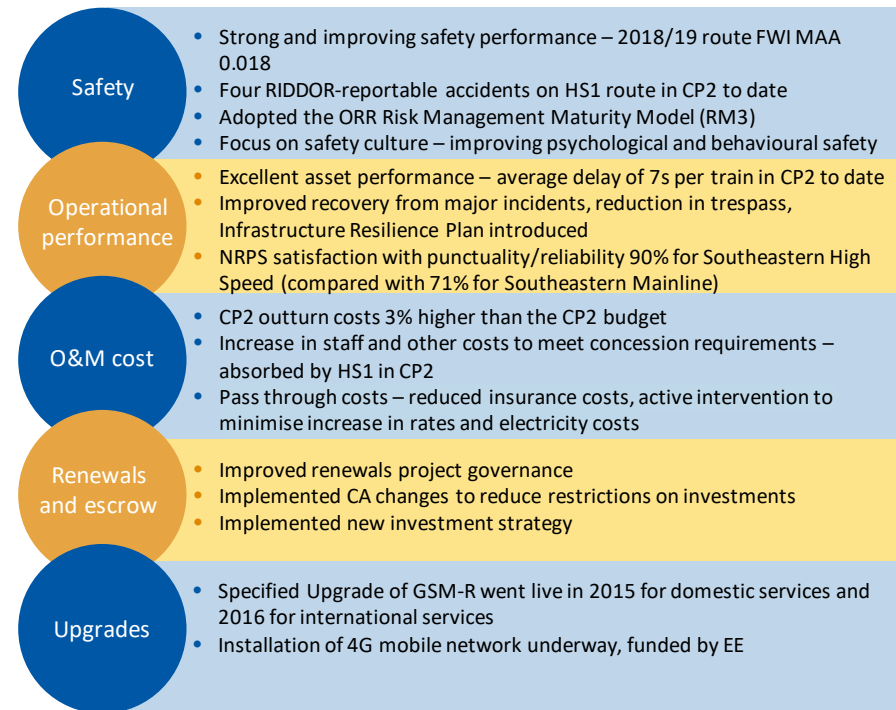 Safety
• Strong and improving safety performance – 2018/19 route FWI MAA
0.018
• Four RIDDOR-reportable accidents on HS1 route in CP2 to date
• Adopted the ORR Risk Management Maturity Model (RM3)
• Focus on safety culture – improving psychological and behavioural safety
Operational
performance
• Excellent asset performance – average delay of 7s per train in CP2 to date
• Improved recovery from major incidents, reduction in trespass,
Infrastructure Resilience Plan introduced
• NRPS satisfaction with punctuality/reliability 90% for Southeastern High
Speed (compared with 71% for Southeastern Mainline)
O&M cost
• CP2 outturn costs 3% higher than the CP2 budget
• Increase in staff and other costs to meet concession requirements –
absorbed by HS1 in CP2
• Pass through costs – reduced insurance costs, active intervention to
minimise increase in rates and electricity costs
Renewals
and escrow
• Improved renewals project governance
• Implemented CA changes to reduce restrictions on investments
• Implemented new investment strategy
Upgrades
• Specified Upgrade of GSM-R went live in 2015 for domestic services and
2016 for international services
• Installation of 4G mobile network underway, funded by EE